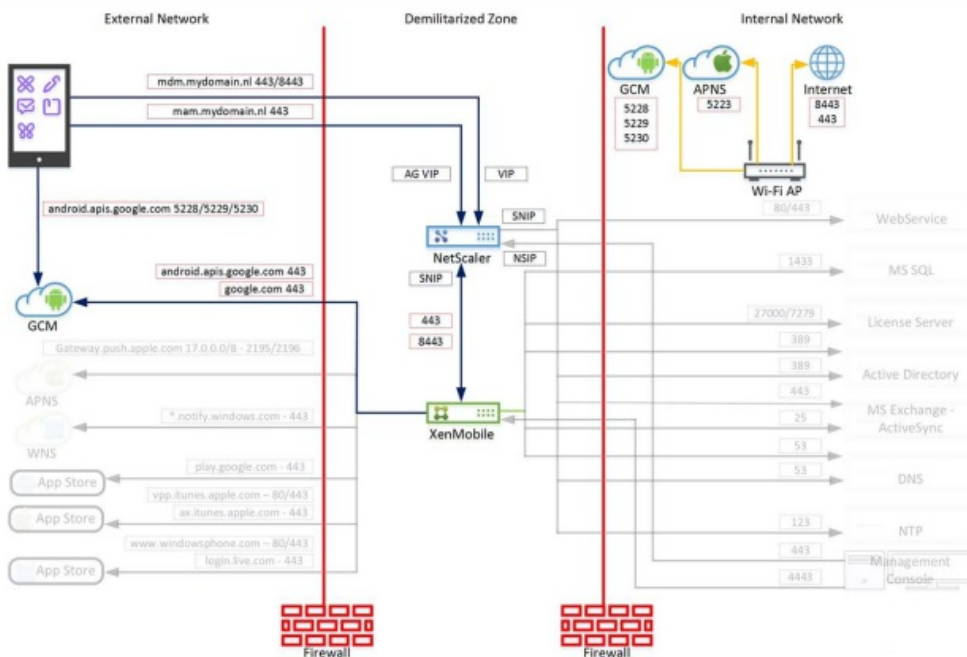 External Network
Demilitarized Zone
Internal Network
mdm.mydomain.nl 443/8443
mam.mydomain.nl 443
GCM
APNS
Internet
5228
5229
5230
5223
8443
443
Wi-Fi AP
AG VIP
VIP
android.apis.google.com 5228/5229/5230
SNIP
80/443
WebService
NetScaler
NSIP
android.apis.google.com 443
google.com 443
SNIP
1433
MS SQL
GCM
443
8443
27000/7279
License Server
Gateway.push.apple.com 17.0.0.0/8 - 2195/2196
389
APNS
389
Active Directory
*.notify.windows.com - 443
443
MS Exchange -
ActiveSync
WNS
XenMobile
25
play.google.com - 443
53
App Store
53
DNS
vpp.itunes.apple.com – 80/443
ax.itunes.apple.com – 443
App Store
123
NTP
www.windowsphone.com – 80/443
login.live.com - 443
App Store
443
Management
Console
4443
Firewall
Firewall